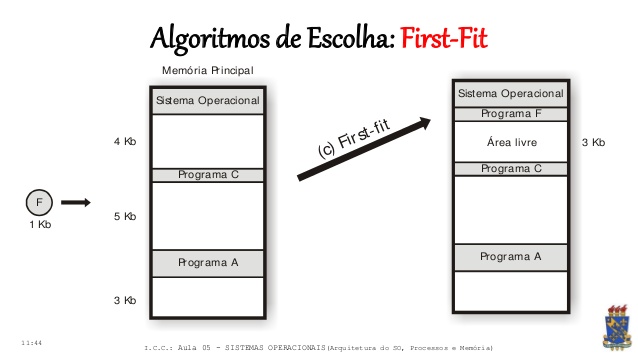 Algoritmos de Escolha: First-Fit
Memória Principal
Sistema Operacional
4 Kb
Programa C
F
1 Kb
5 Kb
Programa A
3 Kb
(c) First-fit
Sistema Operacional
Programa F
Área livre
3 Kb
Programa C
Programa A
11:44
I.C.C.: Aula 05 - SISTEMAS OPERACIONAIS(Arquitetura do SO, Processos e Memória)